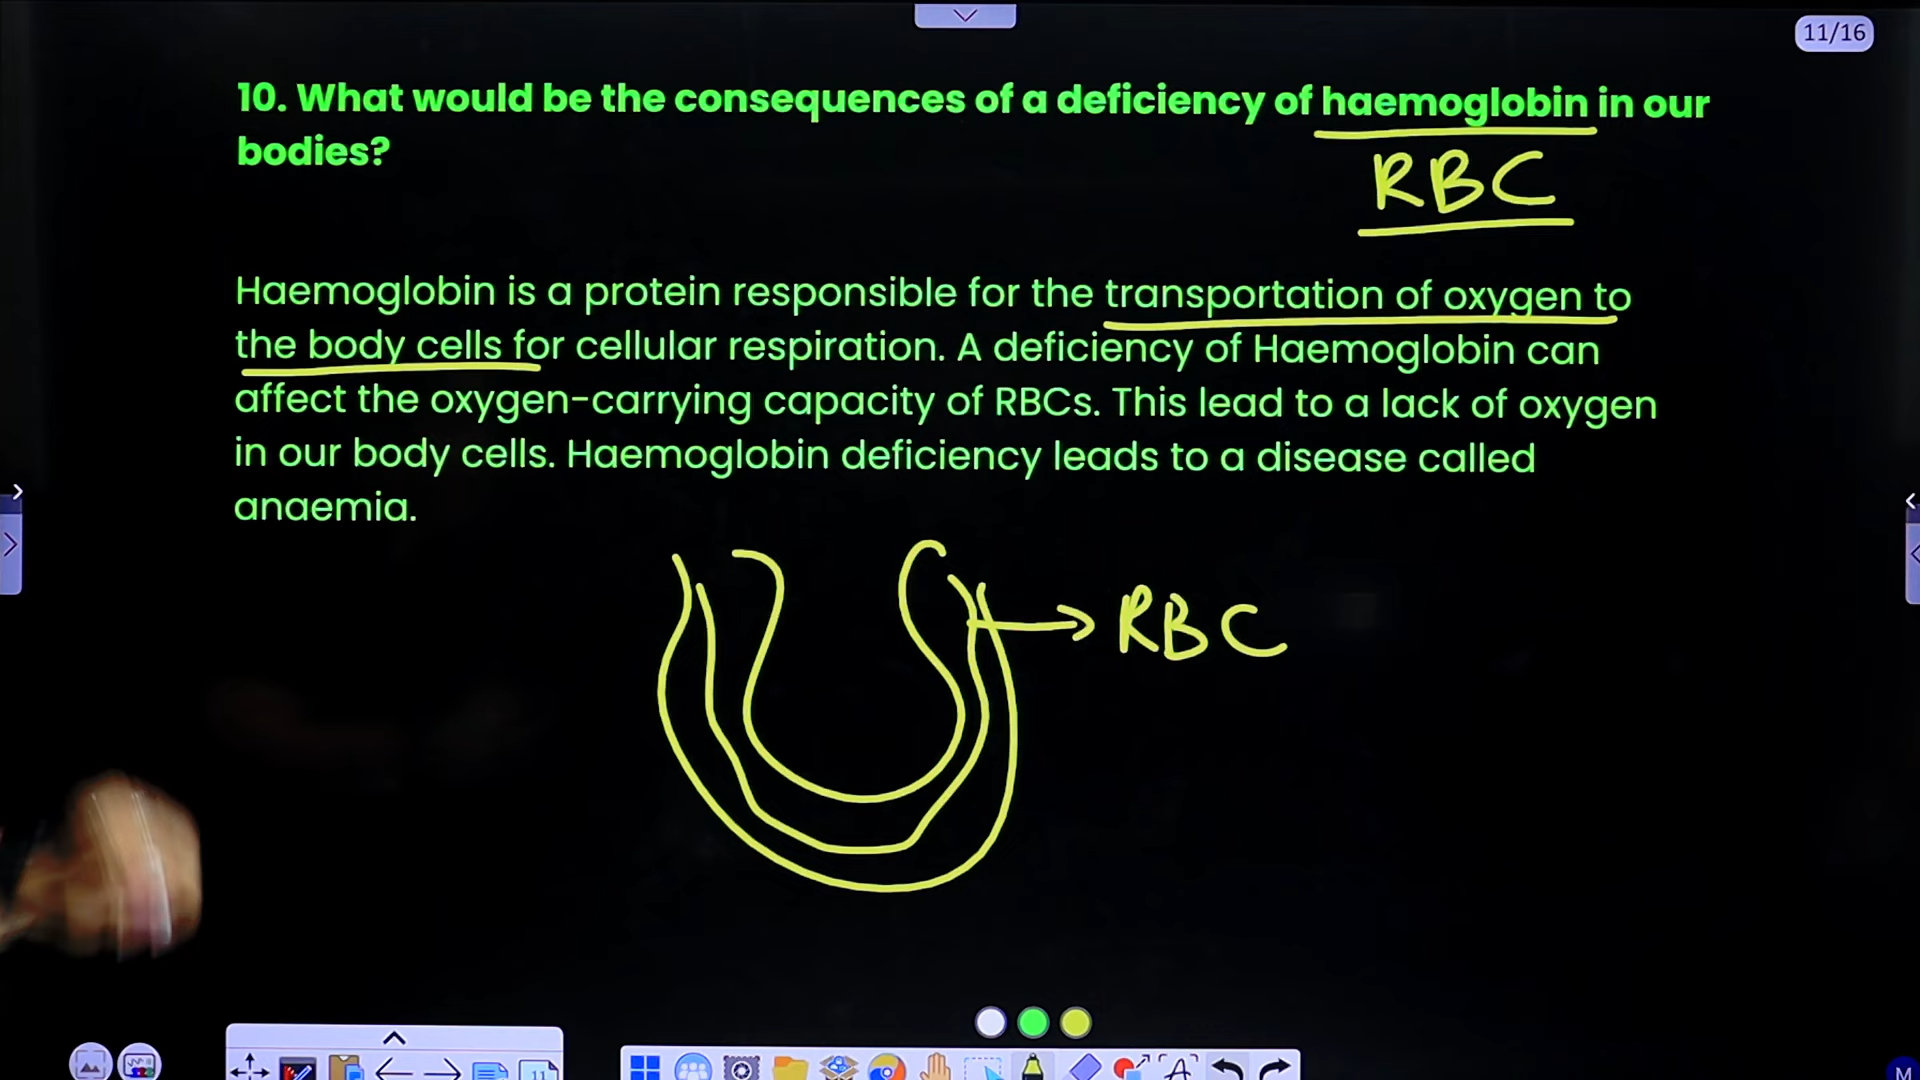 11/16
10. What would be the consequences of a deficiency of haemoglobin in our
bodies?
RBC
Haemoglobin is a protein responsible for the transportation of oxygen to
the body cells for cellular respiration. A deficiency of Haemoglobin can
affect the oxygen-carrying capacity of RBCs. This lead to a lack of oxygen
in our body cells. Haemoglobin deficiency leads to a disease called
anaemia.
RBC
11
M